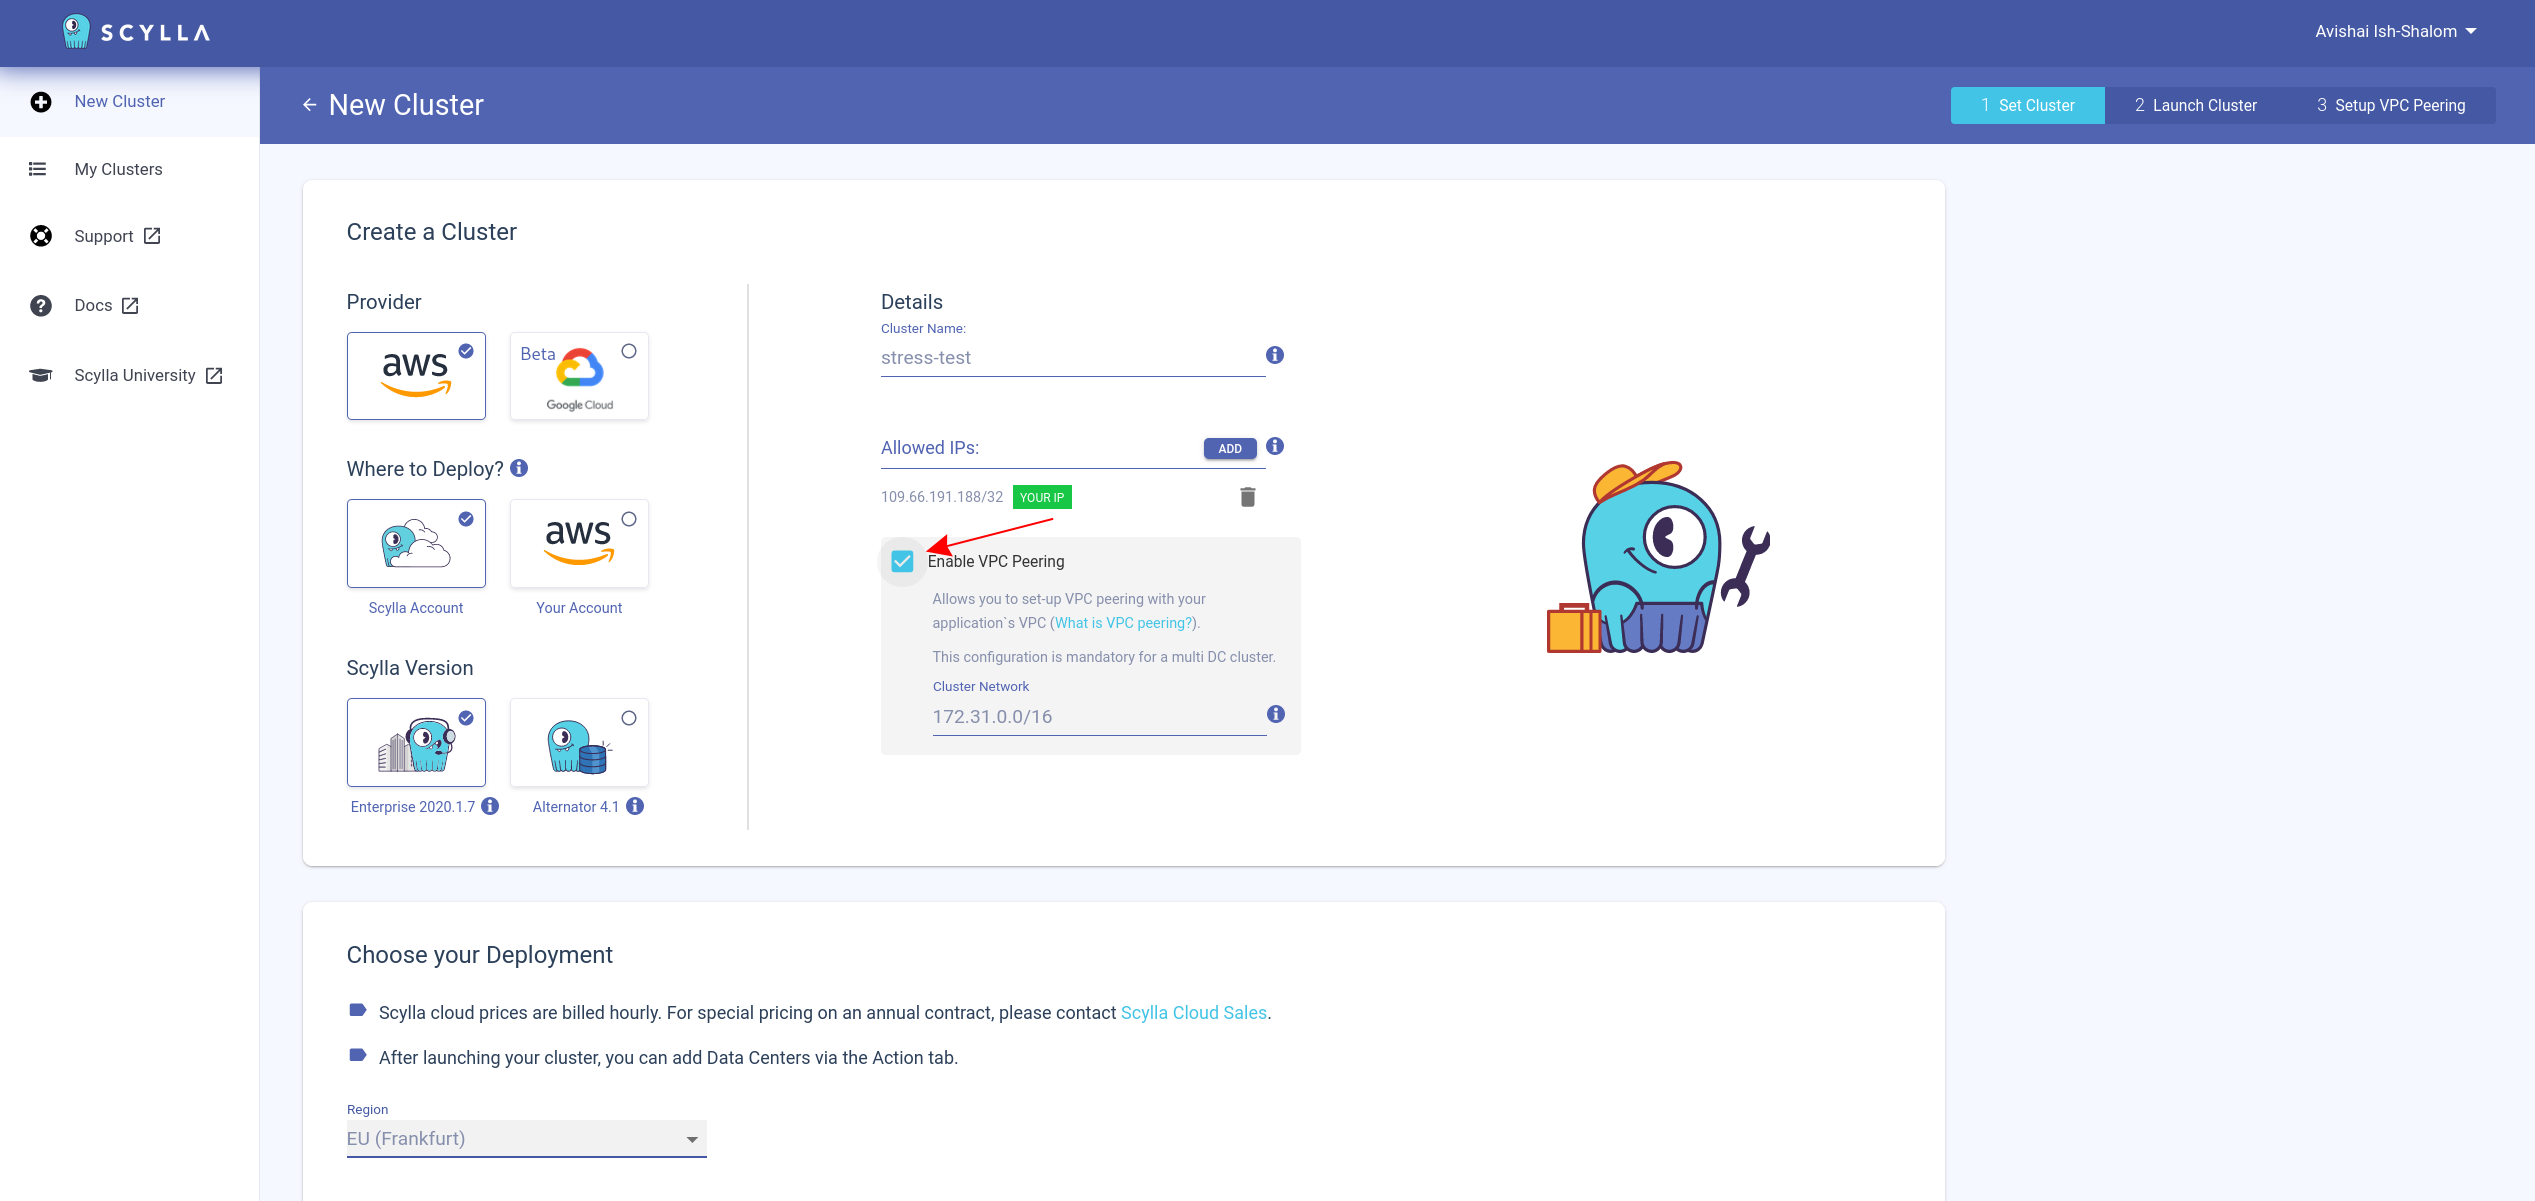 SCYLLA
Avishai Ish-Shalom
New Cluster
My Clusters
Support
Docs
Scylla University
New Cluster
1 Set Cluster
2 Launch Cluster
3 Setup VPC Peering
Create a Cluster
Provider
aws
Beta
Google Cloud
Where to Deploy?
aws
Scylla Account
Your Account
Scylla Version
Enterprise 2020.1.7
Alternator 4.1
Details
Cluster Name:
stress-test
Allowed IPs:
ADD
109.66.191.188/32
YOUR IP
Enable VPC Peering
Allows you to set-up VPC peering with your
application`s VPC (What is VPC peering?).
This configuration is mandatory for a multi DC cluster.
Cluster Network
172.31.0.0/16
Choose your Deployment
Scylla cloud prices are billed hourly. For special pricing on an annual contract, please contact Scylla Cloud Sales.
After launching your cluster, you can add Data Centers via the Action tab.
Region
EU (Frankfurt)